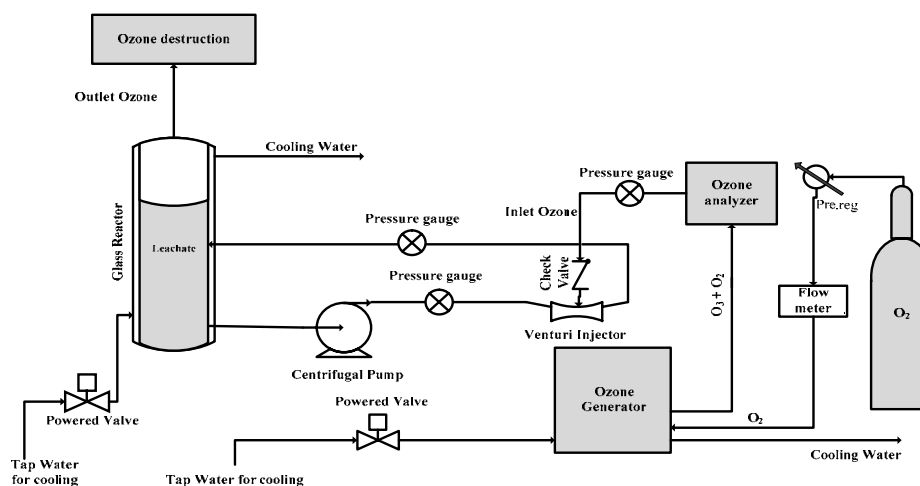 Ozone destruction
Outlet Ozone
Cooling Water
Glass Reactor
Leachate
Pressure gauge
Pressure gauge
Pressure gauge
Inlet Ozone
Check
Valve
Venturi Injector
Ozone
analyzer
Pre.reg
Flow
meter
O₂
O₃ + O₂
Centrifugal Pump
Ozone
Generator
O₂
Powered Valve
Powered Valve
Tap Water
for cooling
Tap Water for cooling
Cooling Water